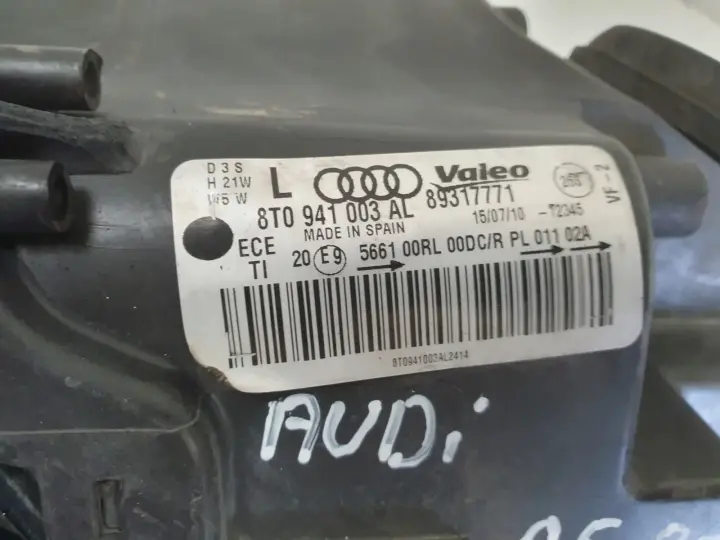 D3S
H21W
W5W
L Valeo
8T0 941 003 AL 89317771
MADE IN SPAIN 15/07/10 -T2345
VF-2
ECE 20 E9 5661 00RL 00DC/R PL 011 02A
TI
8T0941003AL2414
AUDi